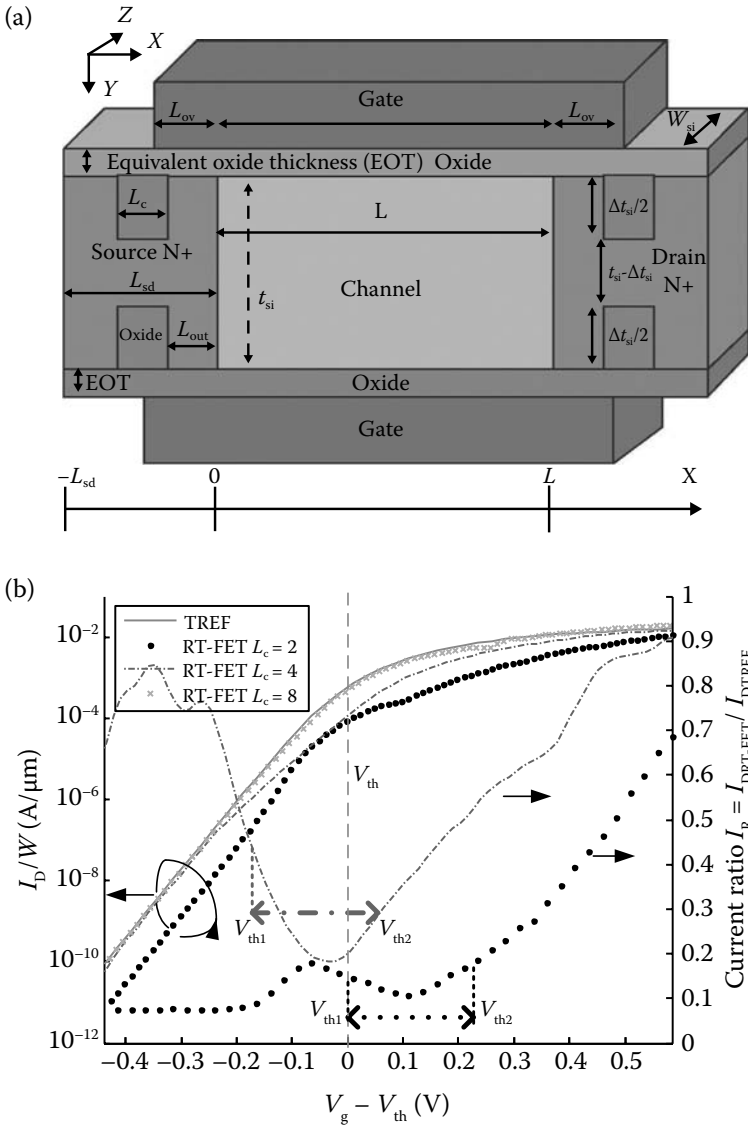 (a)
Z
X
Y
Gate
L_ov
L_ov
W_si
Equivalent oxide thickness (EOT) Oxide
L_c
L
Δt_si/2
Source N+
Drain
N+
t_si-Δt_si
L_sd
t_si
Channel
Oxide
L_out
Δt_si/2
EOT
Oxide
Gate
–L_sd
0
L
X
(b)
TREF
RT-FET L_c = 2
RT-FET L_c = 4
RT-FET L_c = 8
10^−2
10^−4
10^−6
10^−8
10^−10
10^−12
I_D/W (A/μm)
V_th
V_th1
V_th2
V_th1
V_th2
1
0.9
0.8
0.7
0.6
0.5
0.4
0.3
0.2
0.1
0
Current ratio I_R = I_DRT-FET/I_DTREF
−0.4
−0.3
−0.2
−0.1
0
0.1
0.2
0.3
0.4
0.5
V_g – V_th (V)